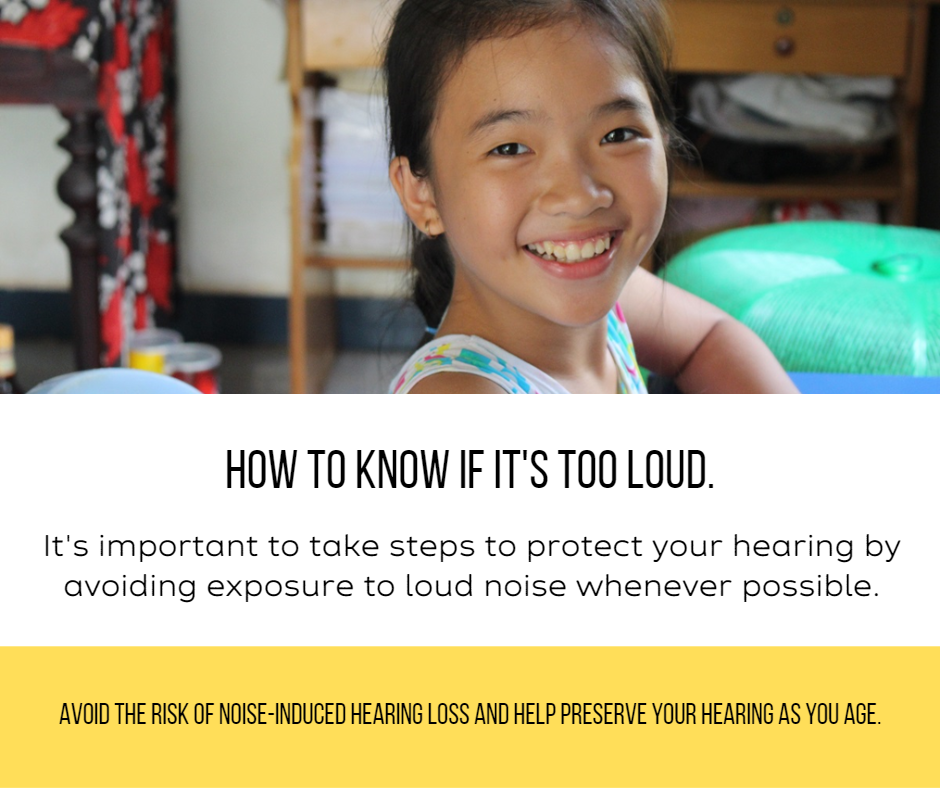 HOW TO KNOW IF IT'S TOO LOUD.
It's important to take steps to protect your hearing by
avoiding exposure to loud noise whenever possible.
AVOID THE RISK OF NOISE-INDUCED HEARING LOSS AND HELP PRESERVE YOUR HEARING AS YOU AGE.